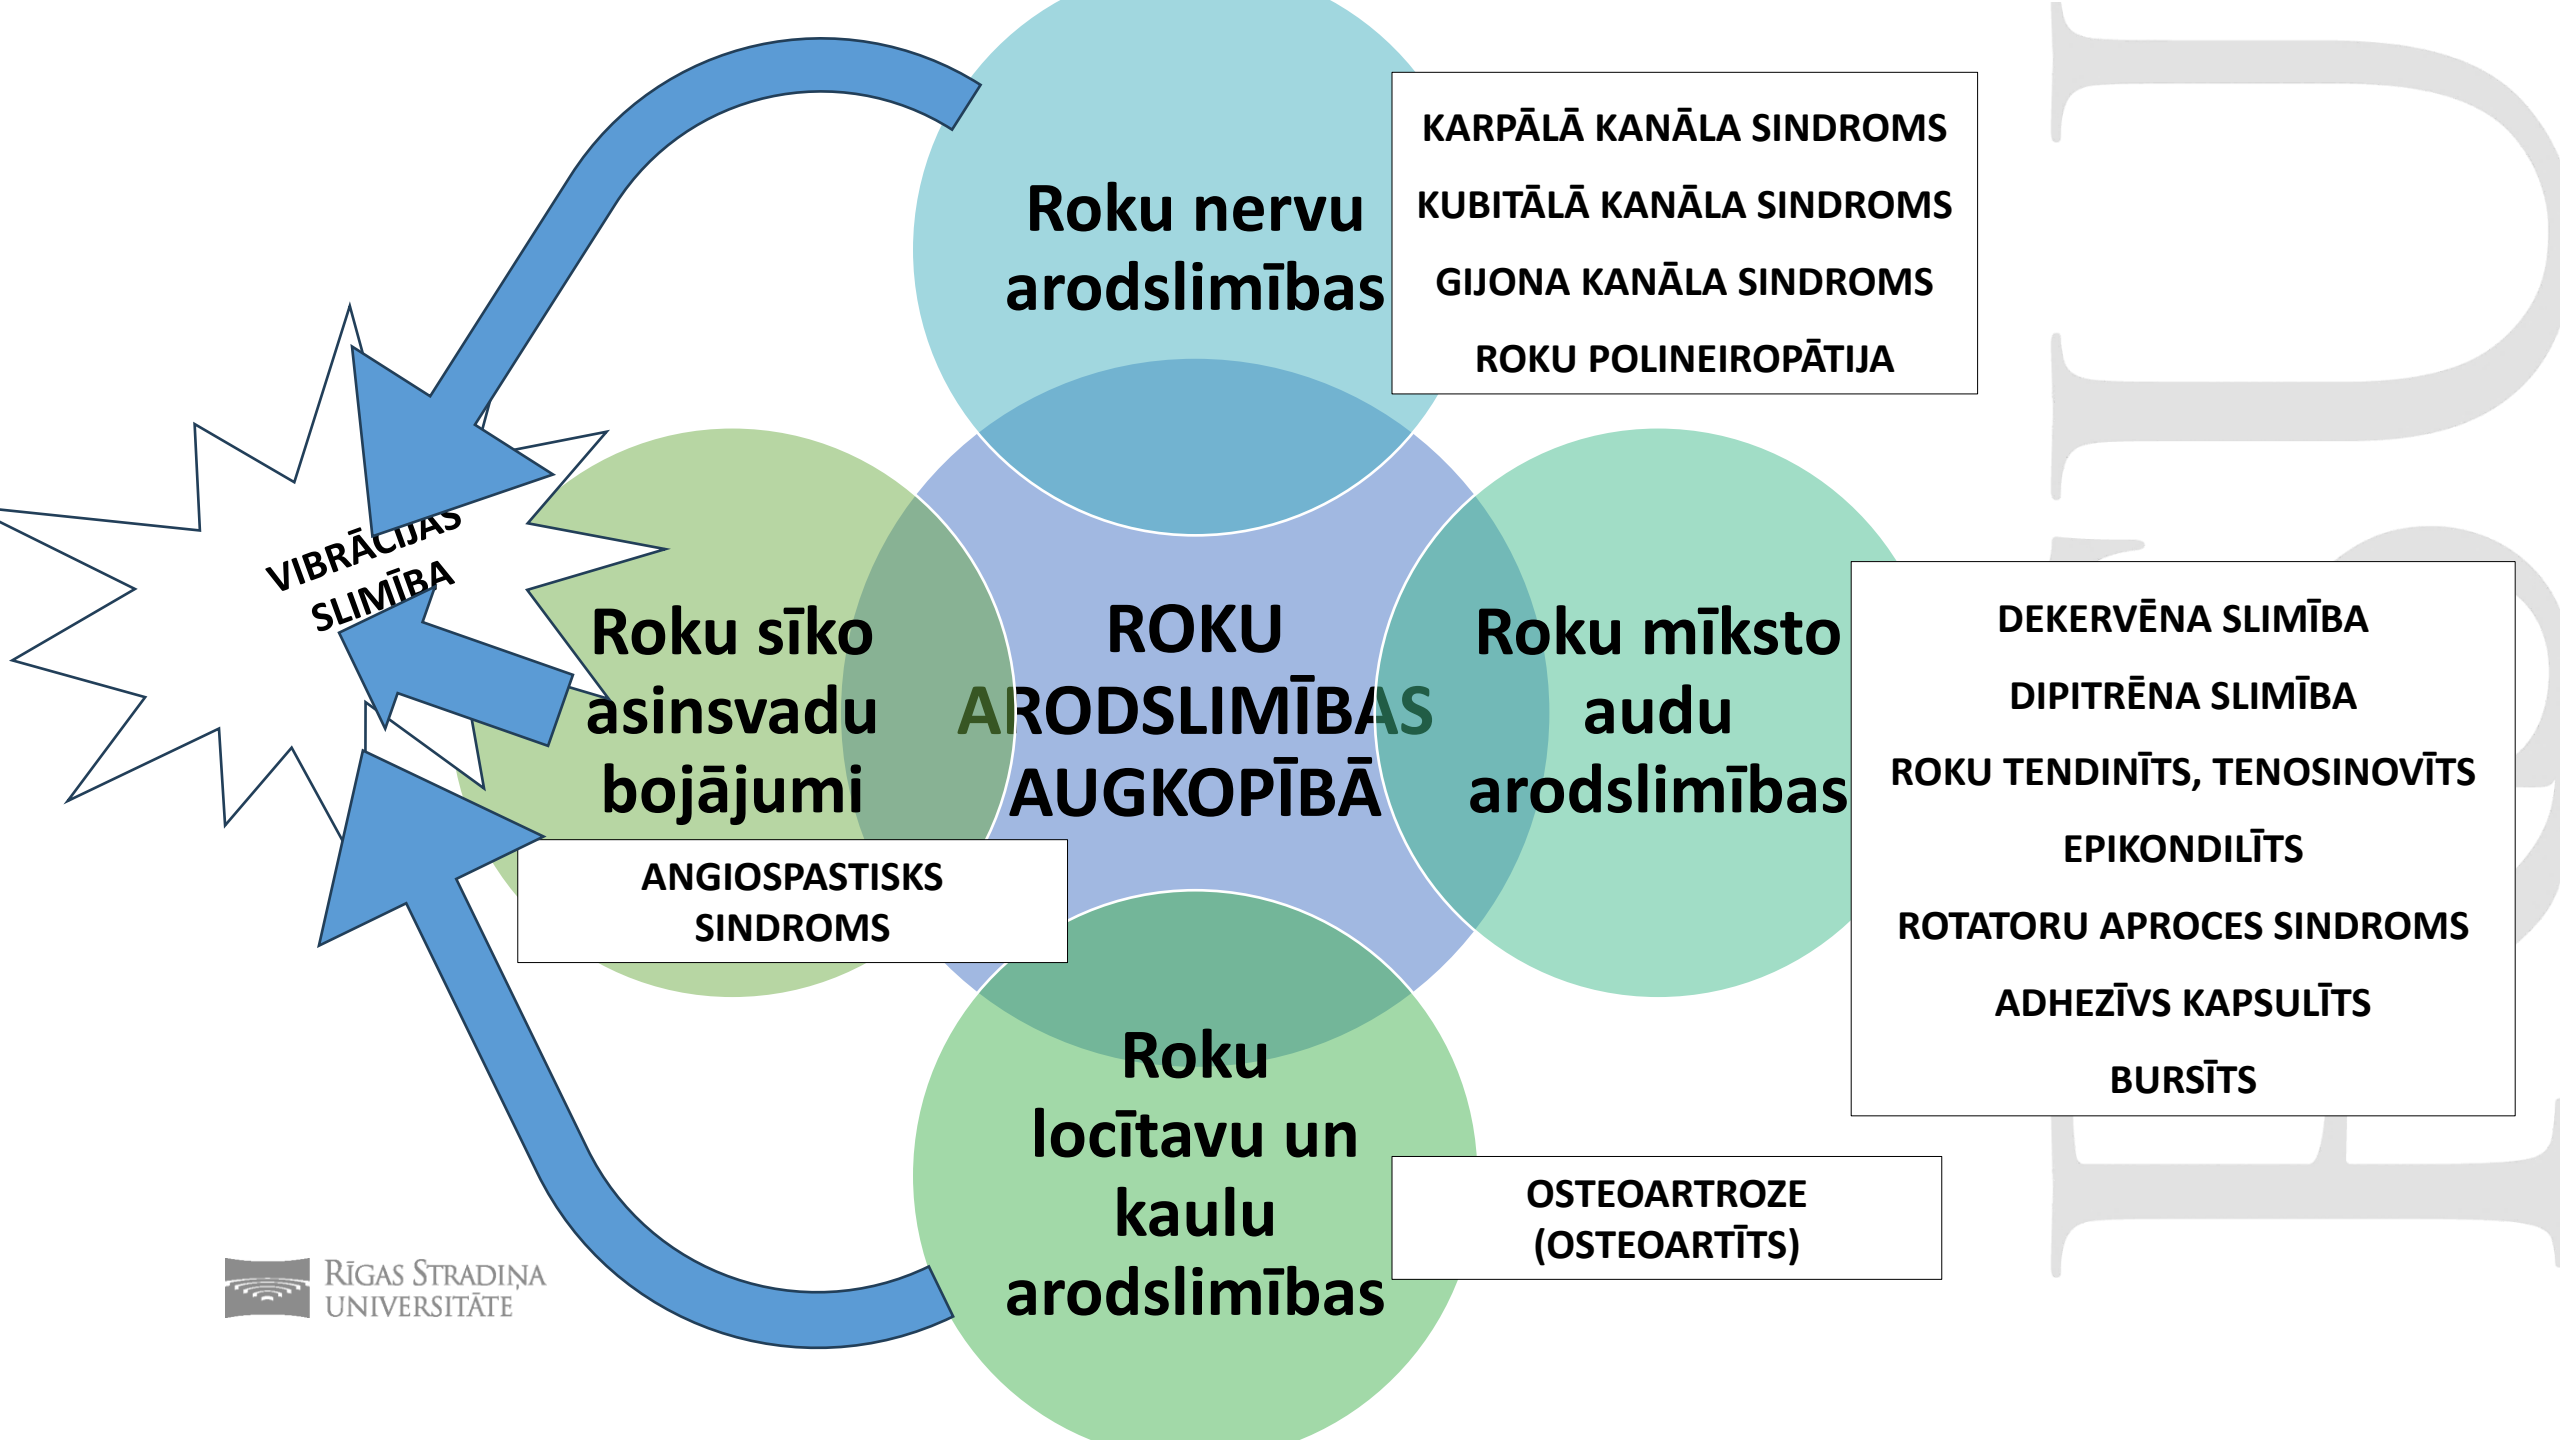 Roku nervu
arodslimības
KARPĀLĀ KANĀLA SINDROMS
KUBITĀLĀ KANĀLA SINDROMS
GIJONA KANĀLA SINDROMS
ROKU POLINEIROPĀTIJA
VIBRĀCIJAS
SLIMĪBA
Roku sīko
asinsvadu
bojājumi
ANGIOSPASTISKS
SINDROMS
ROKU
ARODSLIMĪBAS
AUGKOPĪBĀ
Roku mīksto
audu
arodslimības
DEKERVĒNA SLIMĪBA
DIPITRĒNA SLIMĪBA
ROKU TENDINĪTS, TENOSINOVĪTS
EPIKONDILĪTS
ROTATORU APROCES SINDROMS
ADHEZĪVS KAPSULĪTS
BURSĪTS
Roku
locītavu un
kaulu
arodslimības
OSTEOARTROZE
(OSTEOARTĪTS)
RĪGAS STRADIŅA
UNIVERSITĀTE